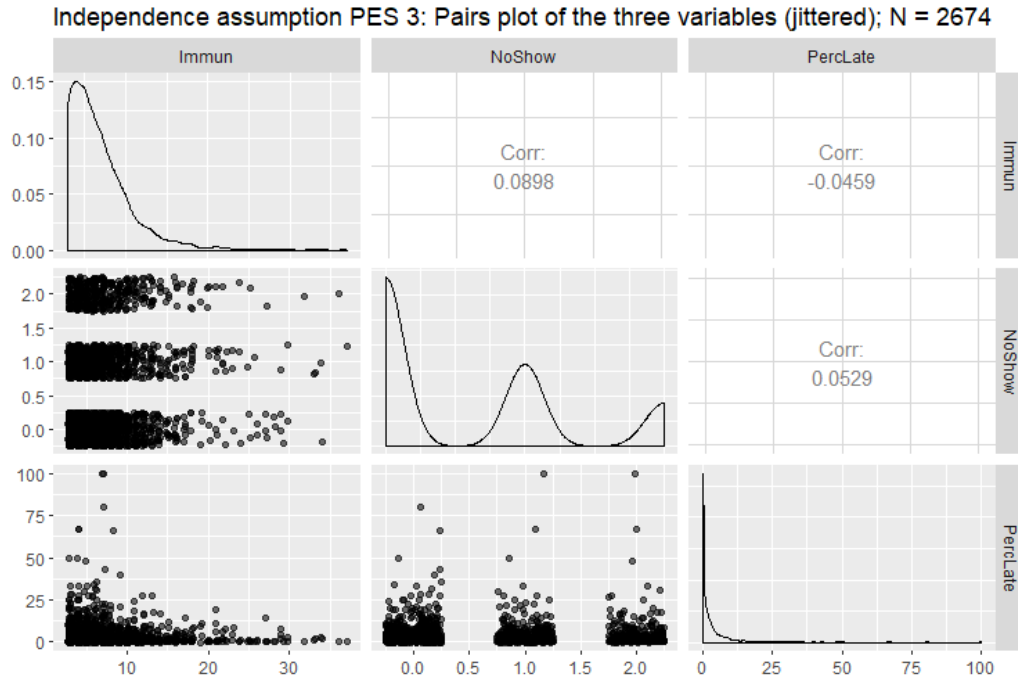 Independence assumption PES 3: Pairs plot of the three variables (jittered); N = 2674
Immun NoShow PercLate
0.15
0.10
0.05
0.00
Corr:
0.0898
Corr:
-0.0459
Immun
2.0
1.5
1.0
0.5
0.0
Corr:
0.0529
NoShow
100
75
50
25
0
PercLate
10 20 30 0.0 0.5 1.0 1.5 2.0 0 25 50 75 100